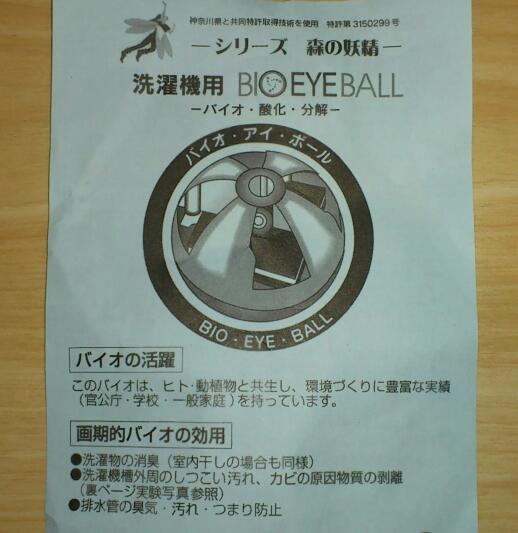 神奈川県と共同特許取得技術を使用 特許第3150299号
―シリーズ 森の妖精―
洗濯機用 BIOEYEBALL
―バイオ・酸化・分解―
バイオ・アイ・ボール
BIO・EYE・BALL
バイオの活躍
このバイオは、ヒト・動植物と共生し、環境づくりに豊富な実績
(官公庁・学校・一般家庭)を持っています。
画期的バイオの効用
●洗濯物の消臭(室内干しの場合も同様)
●洗濯機槽外周のしつこい汚れ、カビの原因物質の剥離
(裏ページ実験写真参照)
●排水管の臭気・汚れ・つまり防止